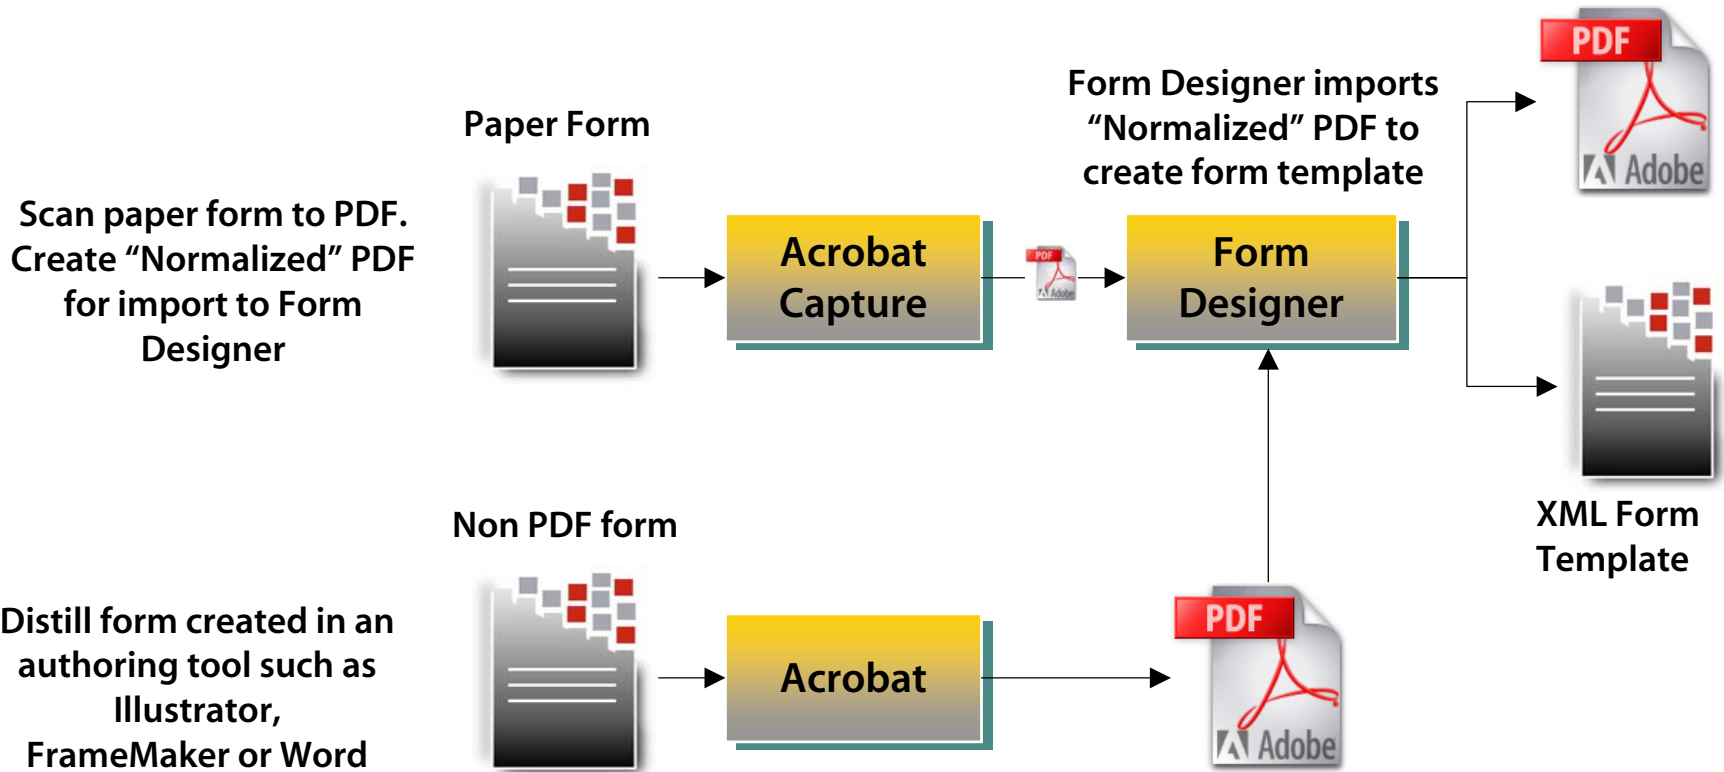 PDF
Adobe
Form Designer imports
“Normalized” PDF to
create form template
Paper Form
Scan paper form to PDF.
Create “Normalized” PDF
for import to Form
Designer
Acrobat
Capture
PDF
Adobe
Form
Designer
XML Form
Template
Non PDF form
Distill form created in an
authoring tool such as
Illustrator,
FrameMaker or Word
Acrobat
PDF
Adobe